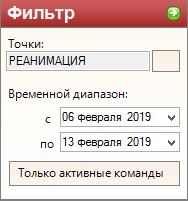 Фильтр
Точки:
РЕАНИМАЦИЯ
Временной диапазон:
с 06 февраля 2019
по 13 февраля 2019
Только активные команды